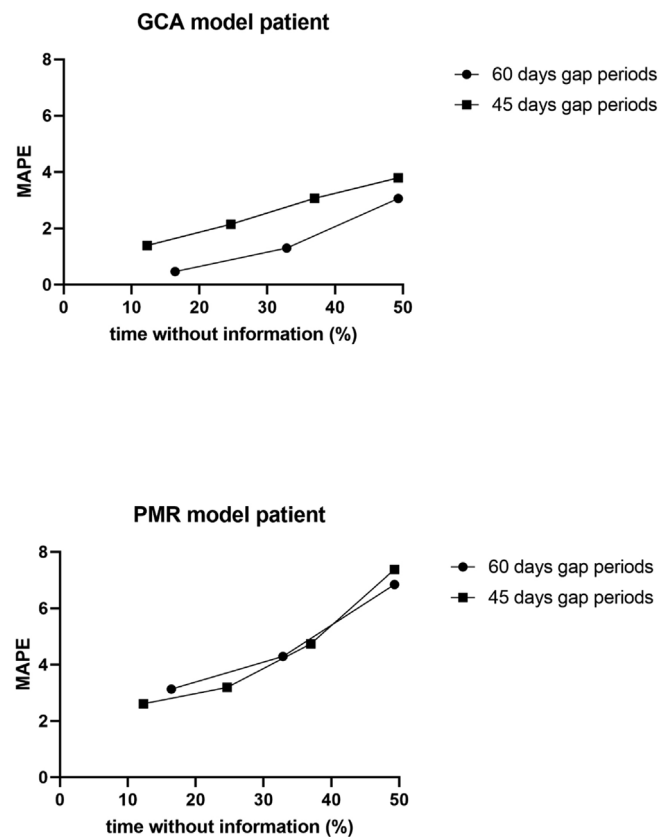 GCA model patient
8
6
4
2
0
MAPE
0 10 20 30 40 50
time without information (%)
60 days gap periods
45 days gap periods
PMR model patient
8
6
4
2
0
MAPE
0 10 20 30 40 50
time without information (%)
60 days gap periods
45 days gap periods